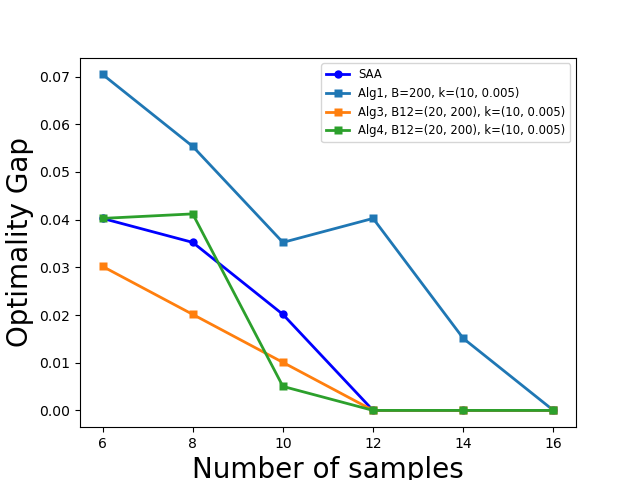 SAA
Alg1, B=200, k=(10, 0.005)
Alg3, B12=(20, 200), k=(10, 0.005)
Alg4, B12=(20, 200), k=(10, 0.005)
Optimality Gap
0.07
0.06
0.05
0.04
0.03
0.02
0.01
0.00
6 8 10 12 14 16
Number of samples